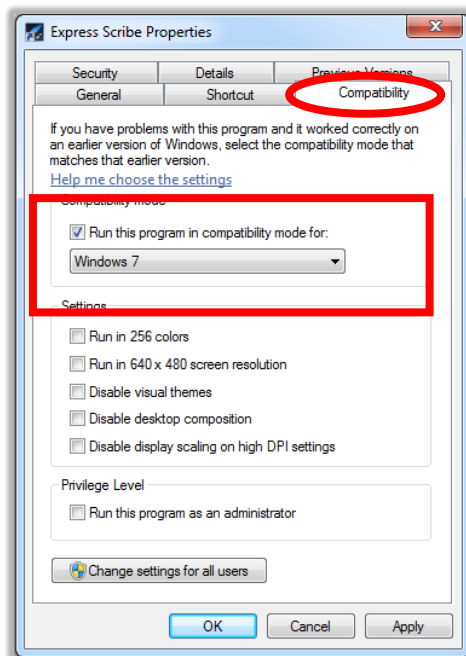 Express Scribe Properties
Security Details Previous Versions
General Shortcut Compatibility
If you have problems with this program and it worked correctly on
an earlier version of Windows, select the compatibility mode that
matches that earlier version.
Help me choose the settings
Compatibility mode
Run this program in compatibility mode for:
Windows 7
Settings
Run in 256 colors
Run in 640 x 480 screen resolution
Disable visual themes
Disable desktop composition
Disable display scaling on high DPI settings
Privilege Level
Run this program as an administrator
Change settings for all users
OK Cancel Apply